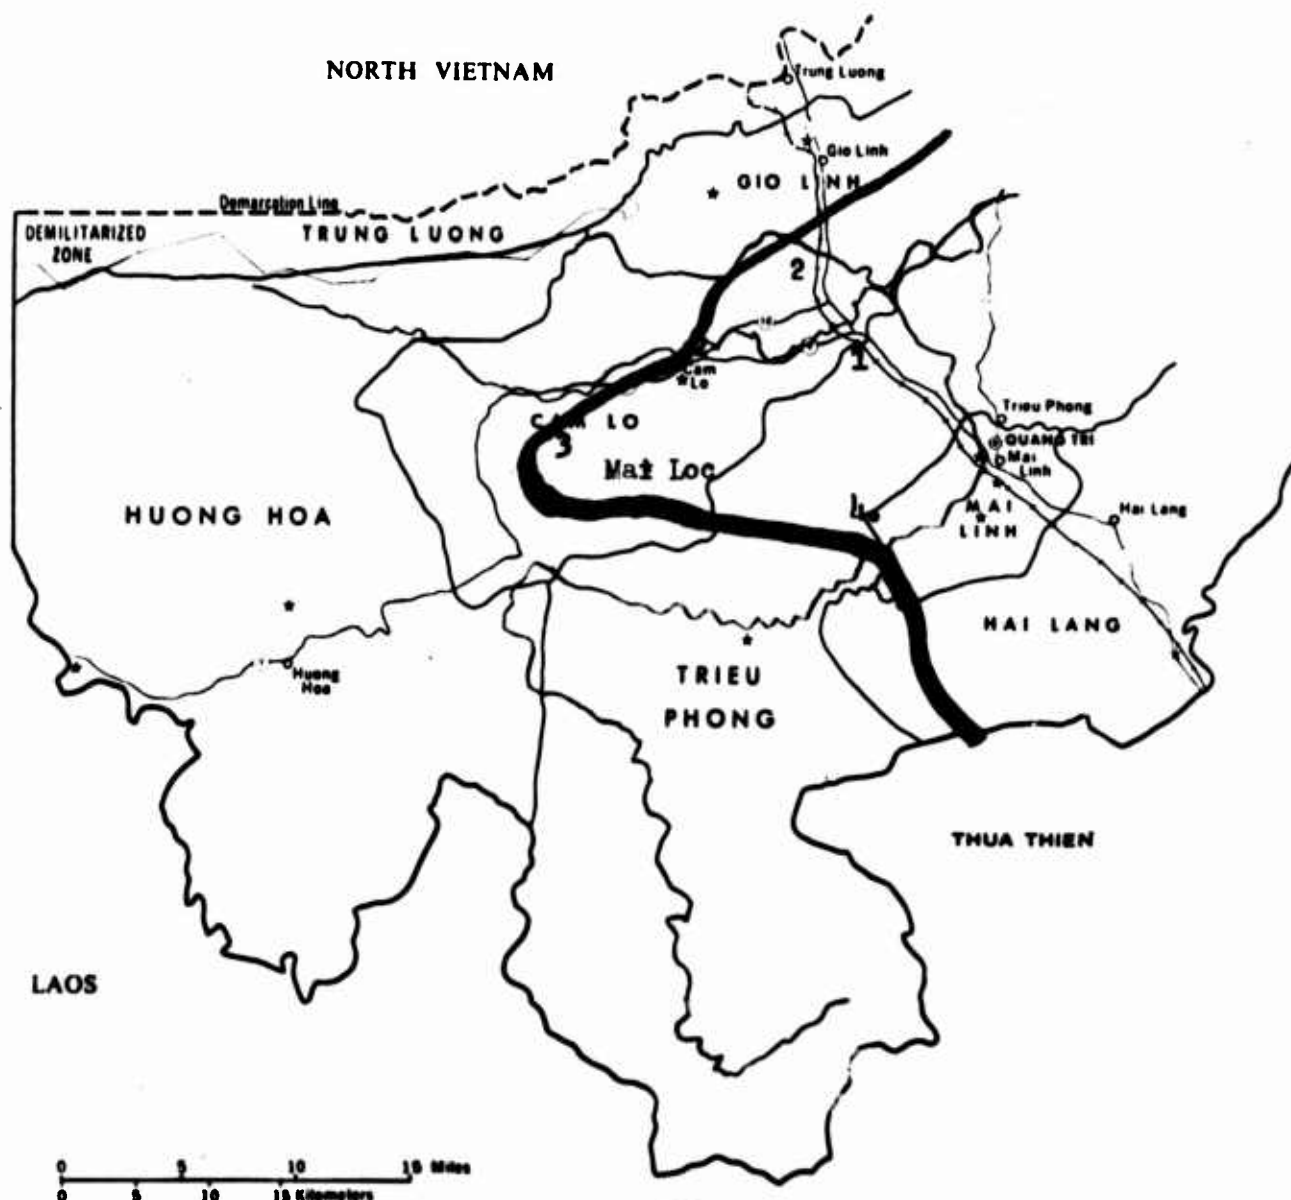 NORTH VIETNAM
Trung Luong
Gio Linh
GIO LINH
Demarcation Line
DEMILITARIZED
ZONE
TRUNG LUONG
2
1
Cam
Lo
CAM LO
3
Mai Loc
Trieu Phong
QUANG TRI
Mai
Linh
HUONG HOA
4
MAI
LINH
Hai Lang
HAI LANG
Huong
Hoa
TRIEU
PHONG
THUA THIEN
LAOS
0 5 10 15 Miles
0 5 10 15 Kilometers